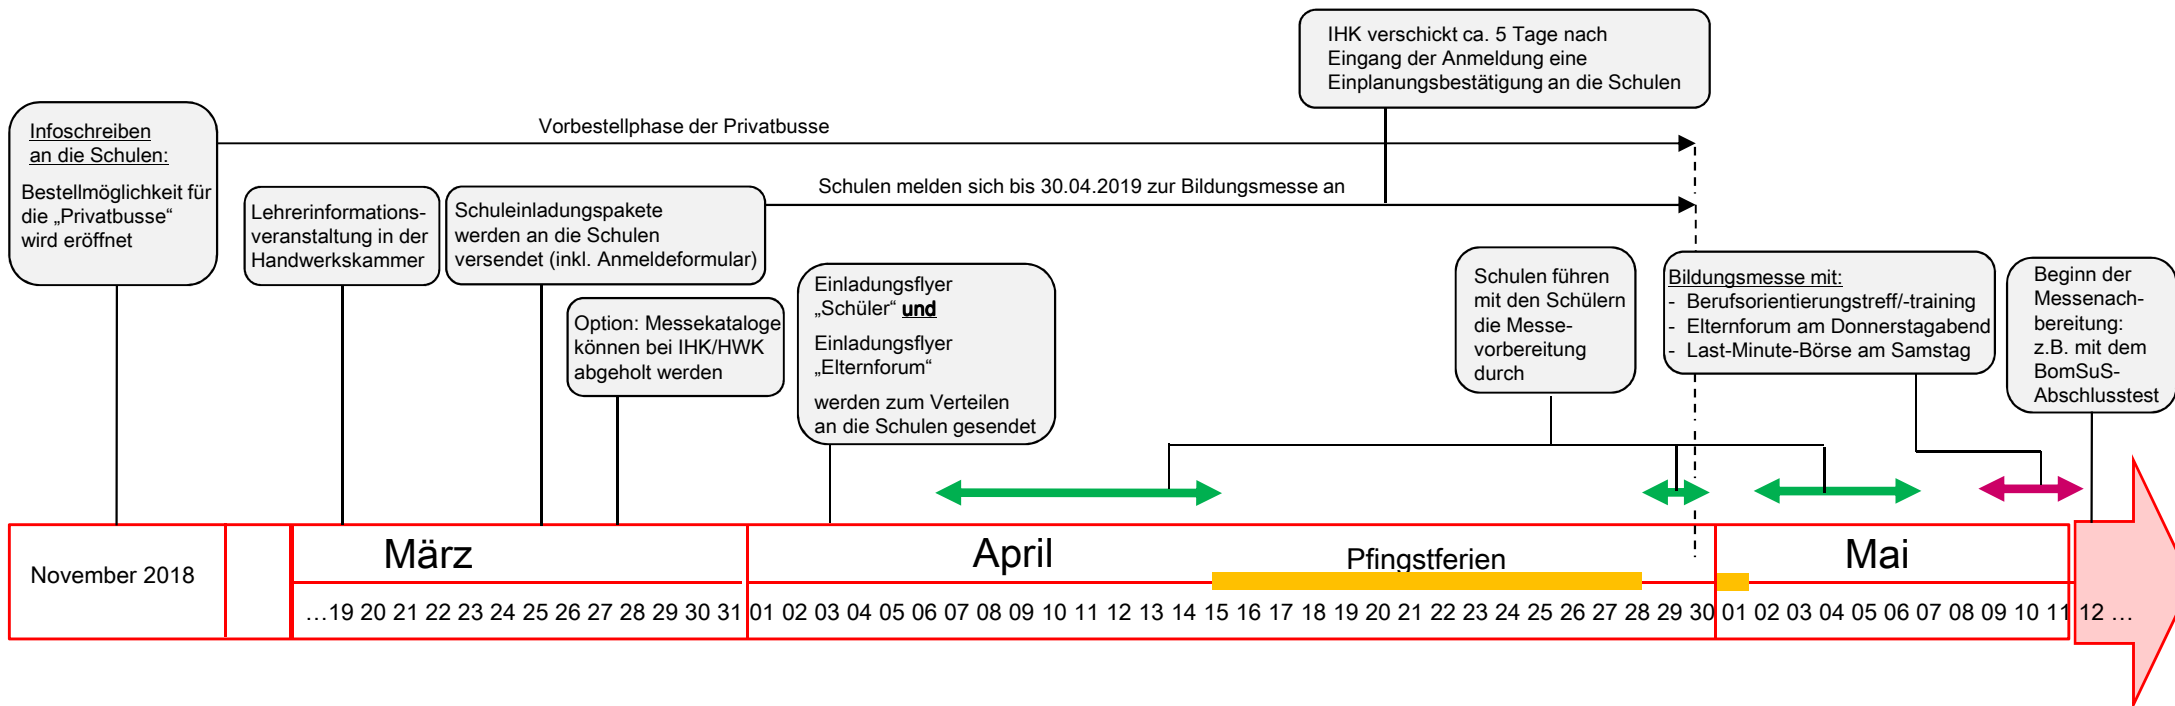 IHK verschickt ca. 5 Tage nach
Eingang der Anmeldung eine
Einplanungsbestätigung an die Schulen
Infoschreiben
an die Schulen:
Bestellmöglichkeit für
die „Privatbusse“
wird eröffnet
Vorbestellphase der Privatbusse
Schulen melden sich bis 30.04.2019 zur Bildungsmesse an
Lehrerinformations-
veranstaltung in der
Handwerkskammer
Schuleinladungspakete
werden an die Schulen
versendet (inkl. Anmeldeformular)
Option: Messekataloge
können bei IHK/HWK
abgeholt werden
Einladungsflyer
„Schüler“ und
Einladungsflyer
„Elternforum“
werden zum Verteilen
an die Schulen gesendet
Schulen führen
mit den Schülern
die Messe-
vorbereitung
durch
Bildungsmesse mit:
- Berufsorientierungstreff/-training
- Elternforum am Donnerstagabend
- Last-Minute-Börse am Samstag
Beginn der
Messenach-
bereitung:
z.B. mit dem
BomSuS-
Abschlusstest
November 2018
März
April
Pfingstferien
Mai
…19 20 21 22 23 24 25 26 27 28 29 30 31 01 02 03 04 05 06 07 08 09 10 11 12 13 14 15 16 17 18 19 20 21 22 23 24 25 26 27 28 29 30 01 02 03 04 05 06 07 08 09 10 11 12 …